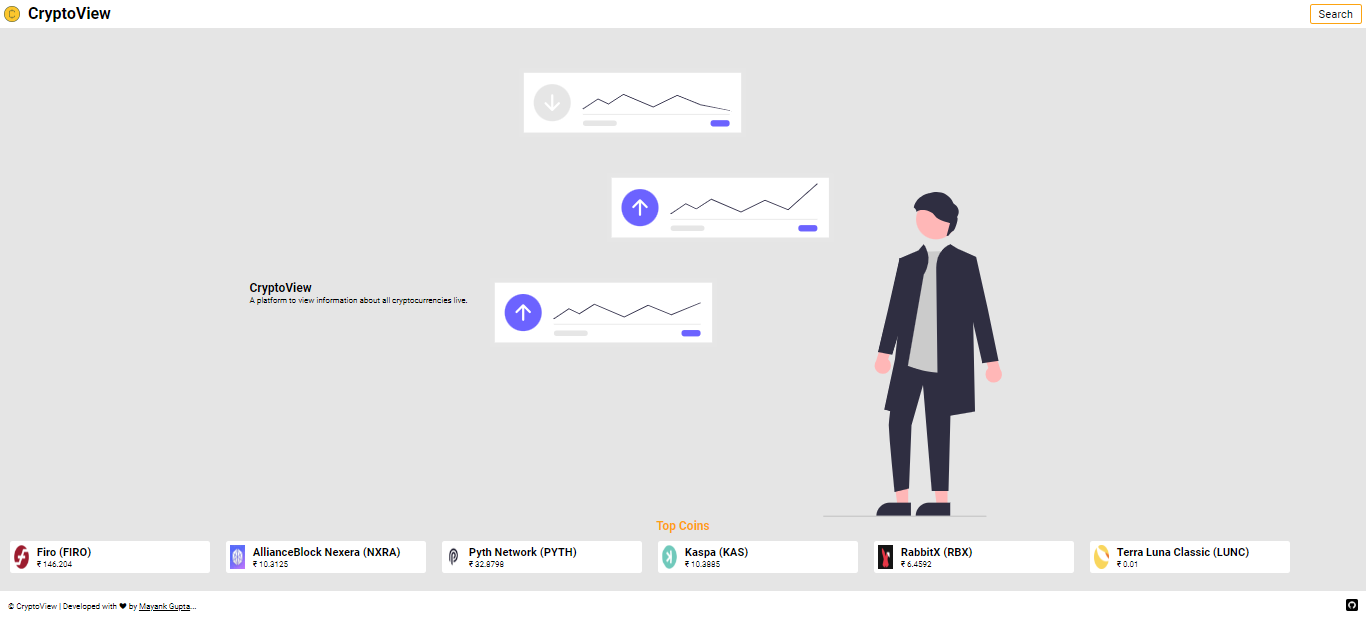 CryptoView
Search
CryptoView
A platform to view information about all cryptocurrencies live.
Top Coins
Firo (FIRO)
₹ 146.204
AllianceBlock Nexera (NXRA)
₹ 10.3125
Pyth Network (PYTH)
₹ 32.8798
Kaspa (KAS)
₹ 10.3885
RabbitX (RBX)
₹ 6.4592
Terra Luna Classic (LUNC)
₹ 0.01
© CryptoView | Developed with ❤ by Mayank Gupta...